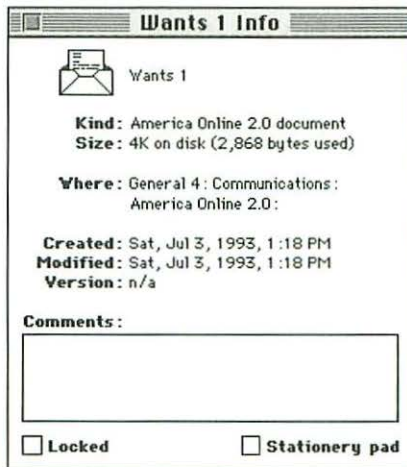 Wants 1 Info
Wants 1
Kind: America Online 2.0 document
Size: 4K on disk (2,868 bytes used)
Where: General 4: Communications:
America Online 2.0:
Created: Sat, Jul 3, 1993, 1:18 PM
Modified: Sat, Jul 3, 1993, 1:18 PM
Version: n/a
Comments:
Locked
Stationery pad